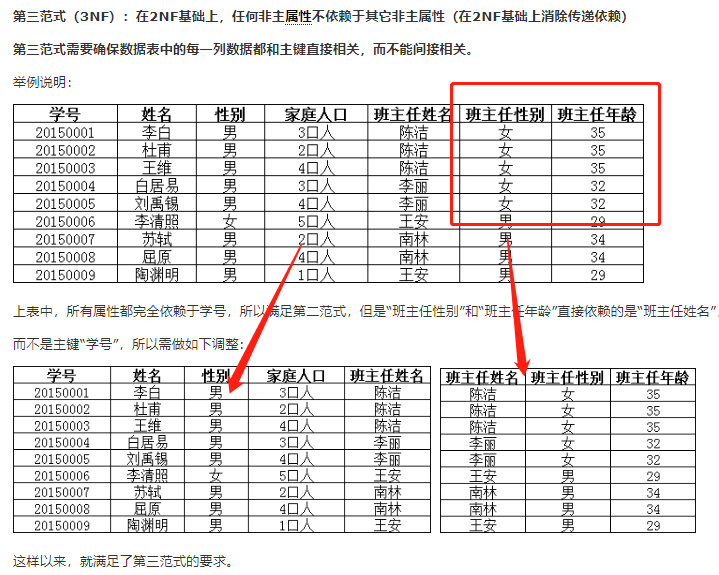 第三范式（3NF）：在2NF基础上，任何非主属性不依赖于其它非主属性（在2NF基础上消除传递依赖）
第三范式需要确保数据表中的每一列数据都和主键直接相关，而不能间接相关。
举例说明：
学号 姓名 性别 家庭人口 班主任姓名 班主任性别 班主任年龄
20150001 李白 男 3口人 陈洁 女 35
20150002 杜甫 男 2口人 陈洁 女 35
20150003 王维 男 4口人 陈洁 女 35
20150004 白居易 男 3口人 李丽 女 32
20150005 刘禹锡 男 4口人 李丽 女 32
20150006 李清照 女 5口人 王安 男 29
20150007 苏轼 男 2口人 南林 男 34
20150008 屈原 男 4口人 南林 男 34
20150009 陶渊明 男 1口人 王安 男 29
上表中，所有属性都完全依赖于学号，所以满足第二范式，但是“班主任性别”和“班主任年龄”直接依赖的是“班主任姓名”，
而不是主键“学号”，所以需做如下调整：
学号 姓名 性别 家庭人口 班主任姓名 班主任姓名 班主任性别 班主任年龄
20150001 李白 男 3口人 陈洁 陈洁 女 35
20150002 杜甫 男 2口人 陈洁 陈洁 女 35
20150003 王维 男 4口人 陈洁 陈洁 女 35
20150004 白居易 男 3口人 李丽 李丽 女 32
20150005 刘禹锡 男 4口人 李丽 李丽 女 32
20150006 李清照 女 5口人 王安 王安 男 29
20150007 苏轼 男 2口人 南林 南林 男 34
20150008 屈原 男 4口人 南林 南林 男 34
20150009 陶渊明 男 1口人 王安 王安 男 29
这样以来，就满足了第三范式的要求。